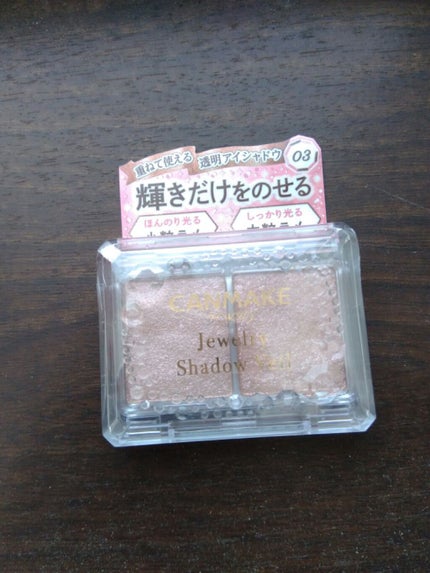 重ねて使える 透明アイシャドウ 03
輝きだけをのせる
ほんのり光る しっかり光る
CANMAKE
Jewelry
Shadow Veil